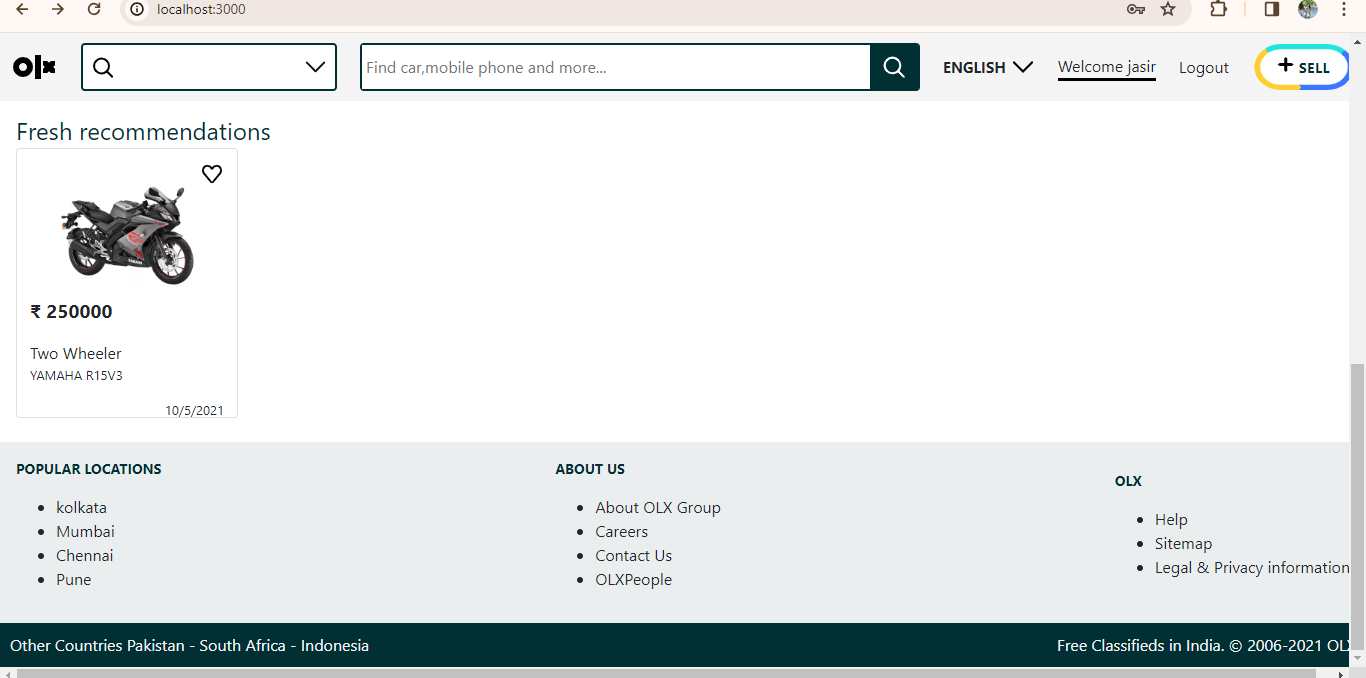 localhost:3000
olx
Find car,mobile phone and more...
ENGLISH
Welcome jasir
Logout
SELL
Fresh recommendations
₹ 250000
Two Wheeler
YAMAHA R15V3
10/5/2021
POPULAR LOCATIONS
kolkata
Mumbai
Chennai
Pune
ABOUT US
About OLX Group
Careers
Contact Us
OLXPeople
OLX
Help
Sitemap
Legal & Privacy information
Other Countries Pakistan - South Africa - Indonesia
Free Classifieds in India. © 2006-2021 OLX